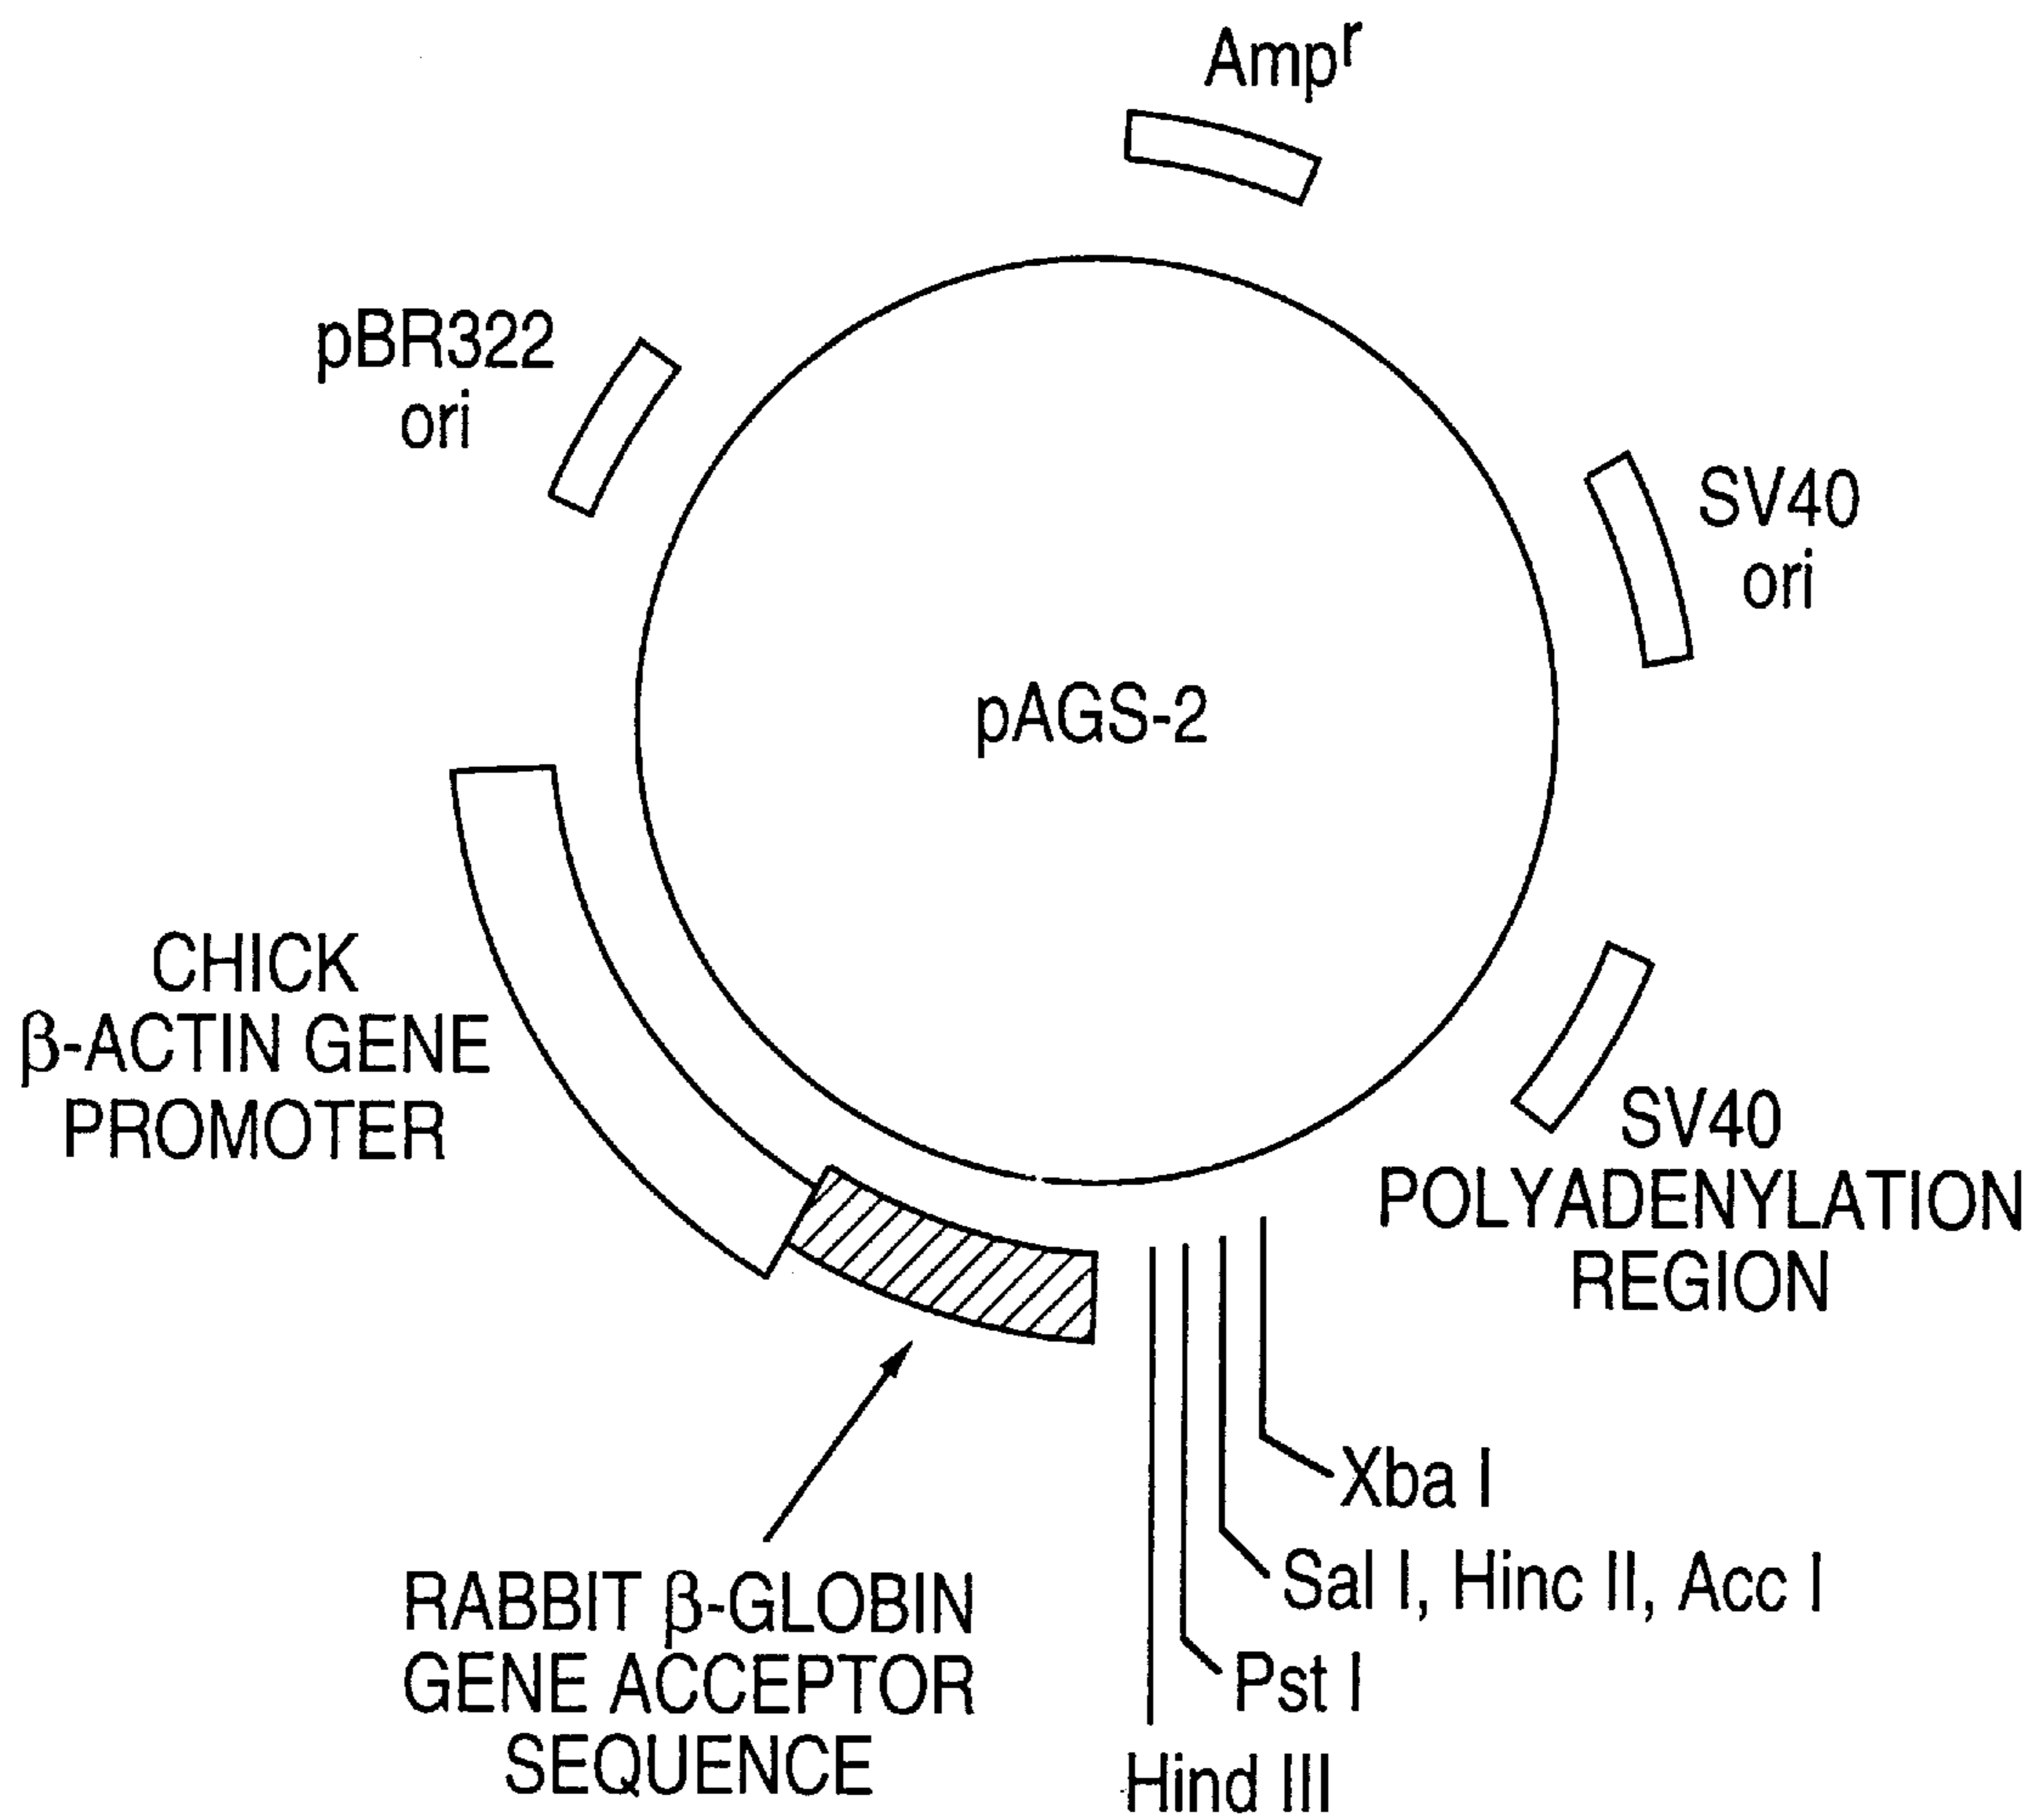 Ampʳ
pBR322
ori
SV40
ori
pAGS-2
CHICK
β-ACTIN GENE
PROMOTER
SV40
POLYADENYLATION
REGION
Xba I
Sal I, Hinc II, Acc I
RABBIT β-GLOBIN
GENE ACCEPTOR
SEQUENCE
Pst I
Hind III